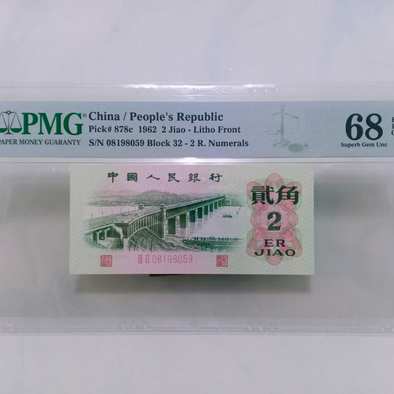 PMG
PAPER MONEY GUARANTY
China / People's Republic
Pick# 878c 1962 2 Jiao - Litho Front
S/N 08198059 Block 32 - 2 R. Numerals
68
Superb Gem Unc
中國人民銀行
貳角
2
ER
JIAO
08198059